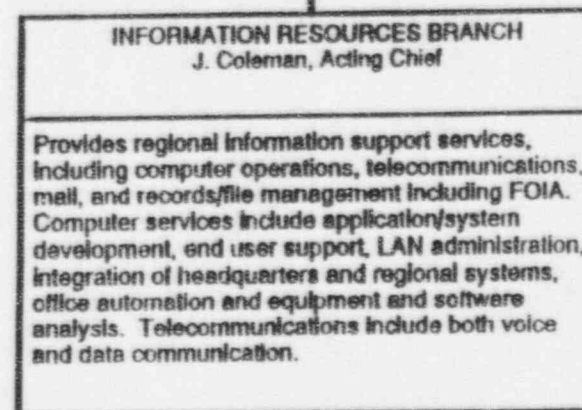 INFORMATION RESOURCES BRANCH
J. Coleman, Acting Chief
Provides regional information support services,
including computer operations, telecommunications,
mail, and records/file management including FOIA.
Computer services include application/system
development, end user support, LAN administration,
integration of headquarters and regional systems,
office automation and equipment and software
analysis. Telecommunications include both voice
and data communication.